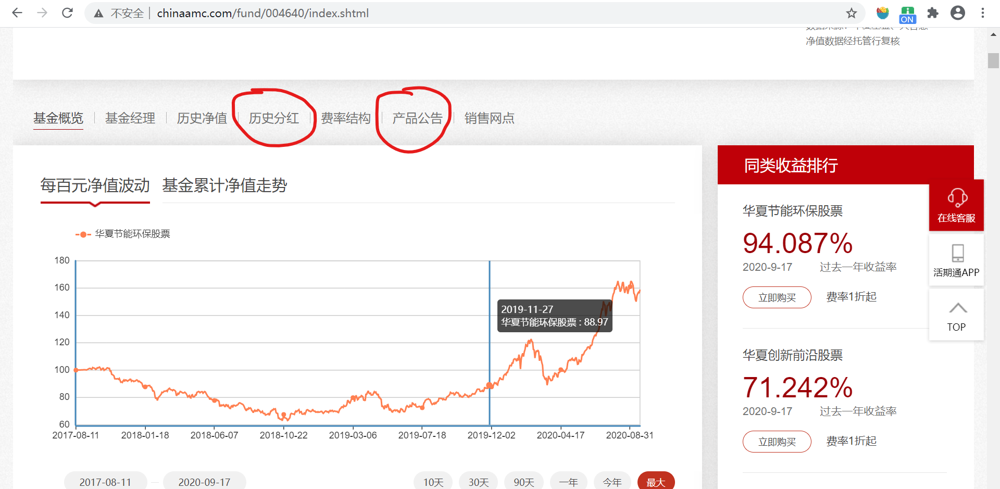 不安全 chinaamc.com/fund/004640/index.shtml
ON
净值数据经托管行复核
基金概览 基金经理 历史净值 历史分红 费率结构 产品公告 销售网点
每百元净值波动 基金累计净值走势
华夏节能环保股票
180
160
140
120
100
80
60
2019-11-27
华夏节能环保股票 : 88.97
2017-08-11 2018-01-18 2018-06-07 2018-10-22 2019-03-06 2019-07-18 2019-12-02 2020-04-17 2020-08-31
2017-08-11 2020-09-17 10天 30天 90天 一年 今年 最大
同类收益排行
华夏节能环保股票
94.087%
2020-9-17 过去一年收益率
立即购买 费率1折起
华夏创新前沿股票
71.242%
2020-9-17 过去一年收益率
立即购买 费率1折起
在线客服
活期通APP
TOP